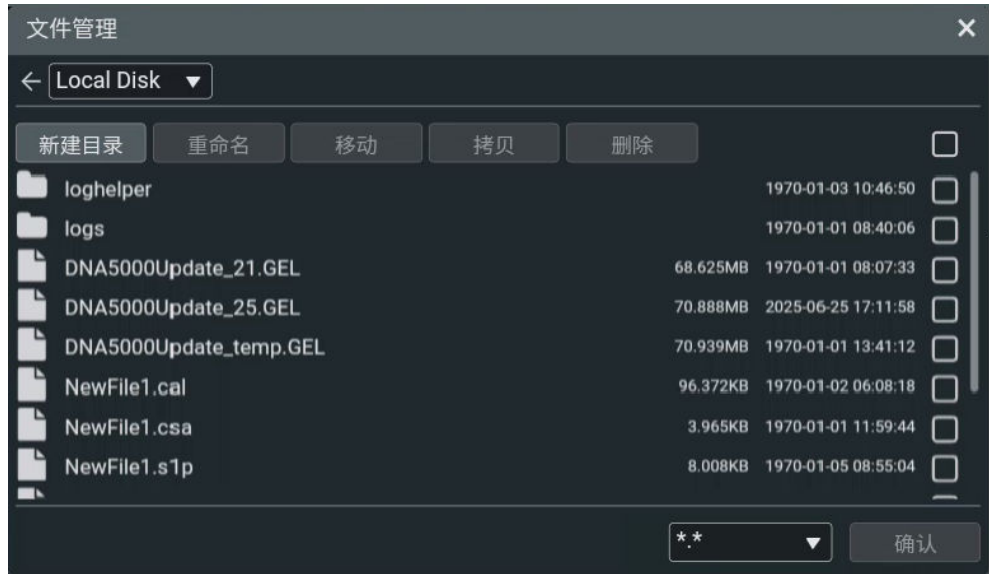 文件管理
Local Disk
新建目录 重命名 移动 拷贝 删除
loghelper 1970-01-03 10:46:50
logs 1970-01-01 08:40:06
DNA5000Update_21.GEL 68.625MB 1970-01-01 08:07:33
DNA5000Update_25.GEL 70.888MB 2025-06-25 17:11:58
DNA5000Update_temp.GEL 70.939MB 1970-01-01 13:41:12
NewFile1.cal 96.372KB 1970-01-02 06:08:18
NewFile1.csa 3.965KB 1970-01-01 11:59:44
NewFile1.s1p 8.008KB 1970-01-05 08:55:04
*.* 确认